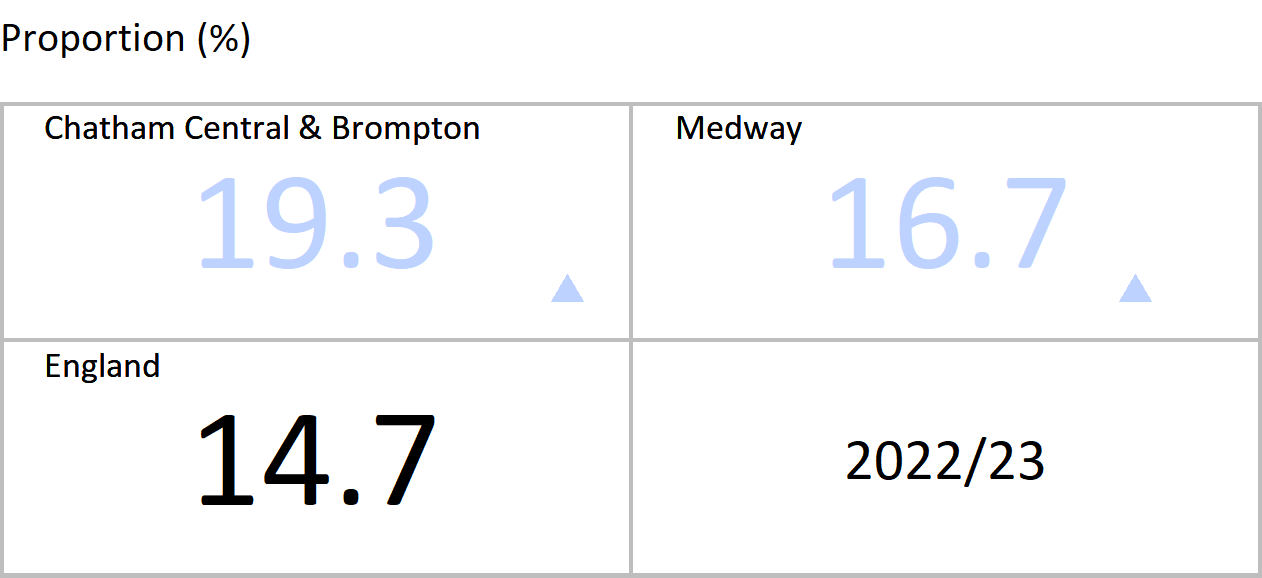 Proportion (%)
Chatham Central & Brompton
19.3
Medway
16.7
England
14.7
2022/23